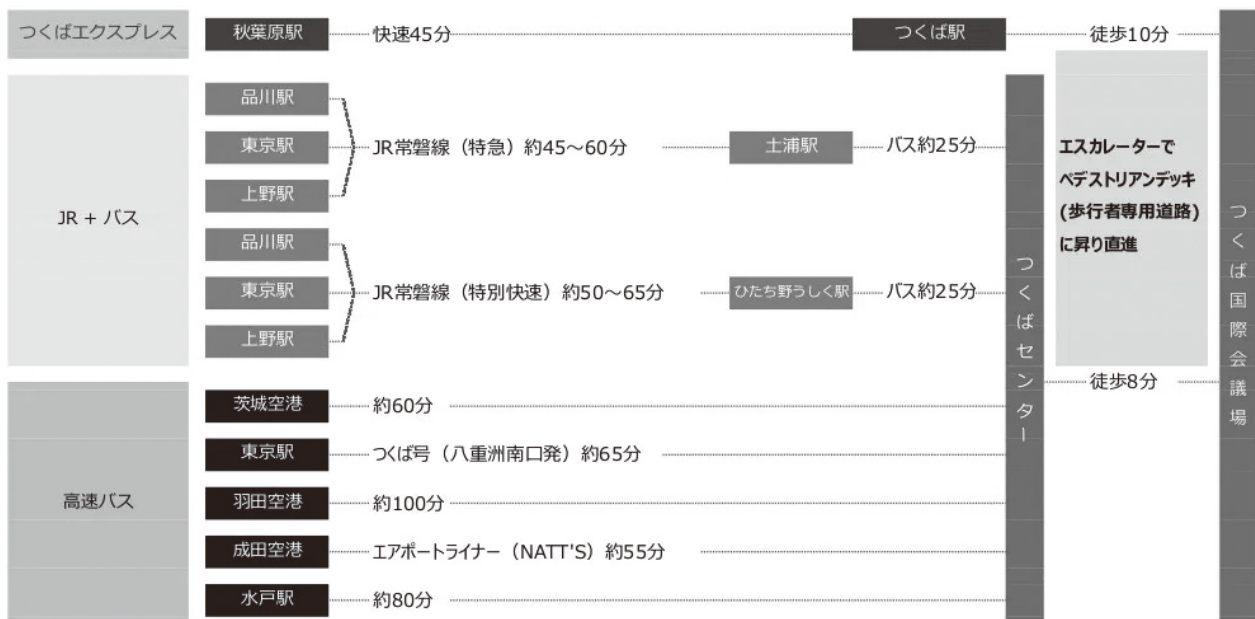 つくばエクスプレス 秋葉原駅 快速45分 つくば駅 徒歩10分
JR + バス
品川駅
東京駅
上野駅
JR常磐線（特急）約45～60分 土浦駅 バス約25分
品川駅
東京駅
上野駅
JR常磐線（特別快速）約50～65分 ひたち野うしく駅 バス約25分
高速バス
茨城空港 約60分
東京駅 つくば号（八重洲南口発）約65分
羽田空港 約100分
成田空港 エアポートライナー（NATT'S）約55分
水戸駅 約80分
つくばセンター
エスカレーターで
ペデストリアンデッキ
(歩行者専用道路)
に昇り直進
徒歩8分
つくば国際会議場